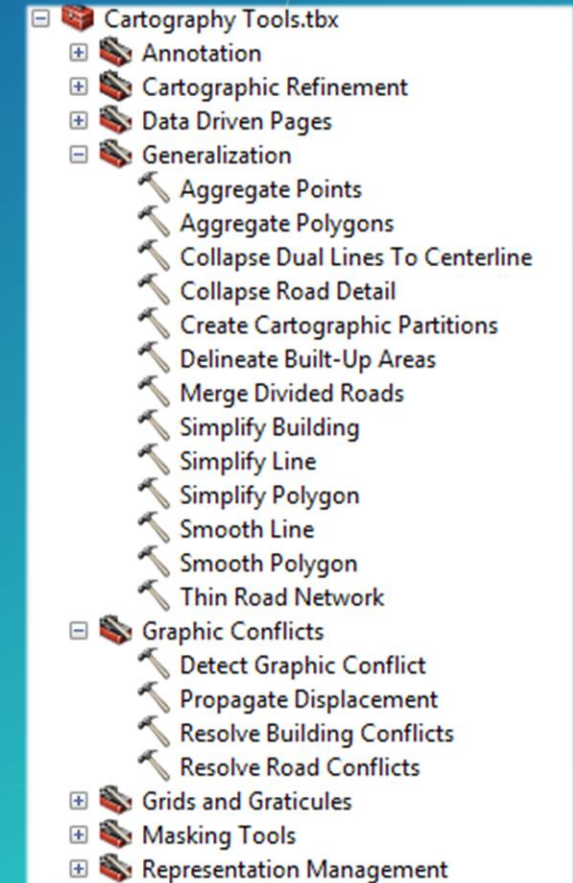 Cartography Tools.tbx
Annotation
Cartographic Refinement
Data Driven Pages
Generalization
Aggregate Points
Aggregate Polygons
Collapse Dual Lines To Centerline
Collapse Road Detail
Create Cartographic Partitions
Delineate Built-Up Areas
Merge Divided Roads
Simplify Building
Simplify Line
Simplify Polygon
Smooth Line
Smooth Polygon
Thin Road Network
Graphic Conflicts
Detect Graphic Conflict
Propagate Displacement
Resolve Building Conflicts
Resolve Road Conflicts
Grids and Graticules
Masking Tools
Representation Management